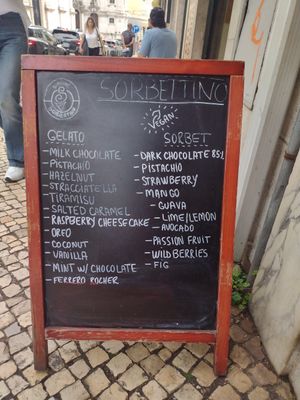 SORBETTINO
VEGAN
GELATO
- MILK CHOCOLATE
- PISTACHIO
- HAZELNUT
- STRACCIATELLA
- TIRAMISU
- SALTED CARAMEL
- RASPBERRY CHEESECAKE
- OREO
- COCONUT
- VANILLA
- MINT W/ CHOCOLATE
- FERRERO ROCHER
SORBET
- DARK CHOCOLATE 85%
- PISTACHIO
- STRAWBERRY
- MANGO
- GUAVA
- LIME/LEMON
- AVOCADO
- PASSION FRUIT
- WILDBERRIES
- FIG